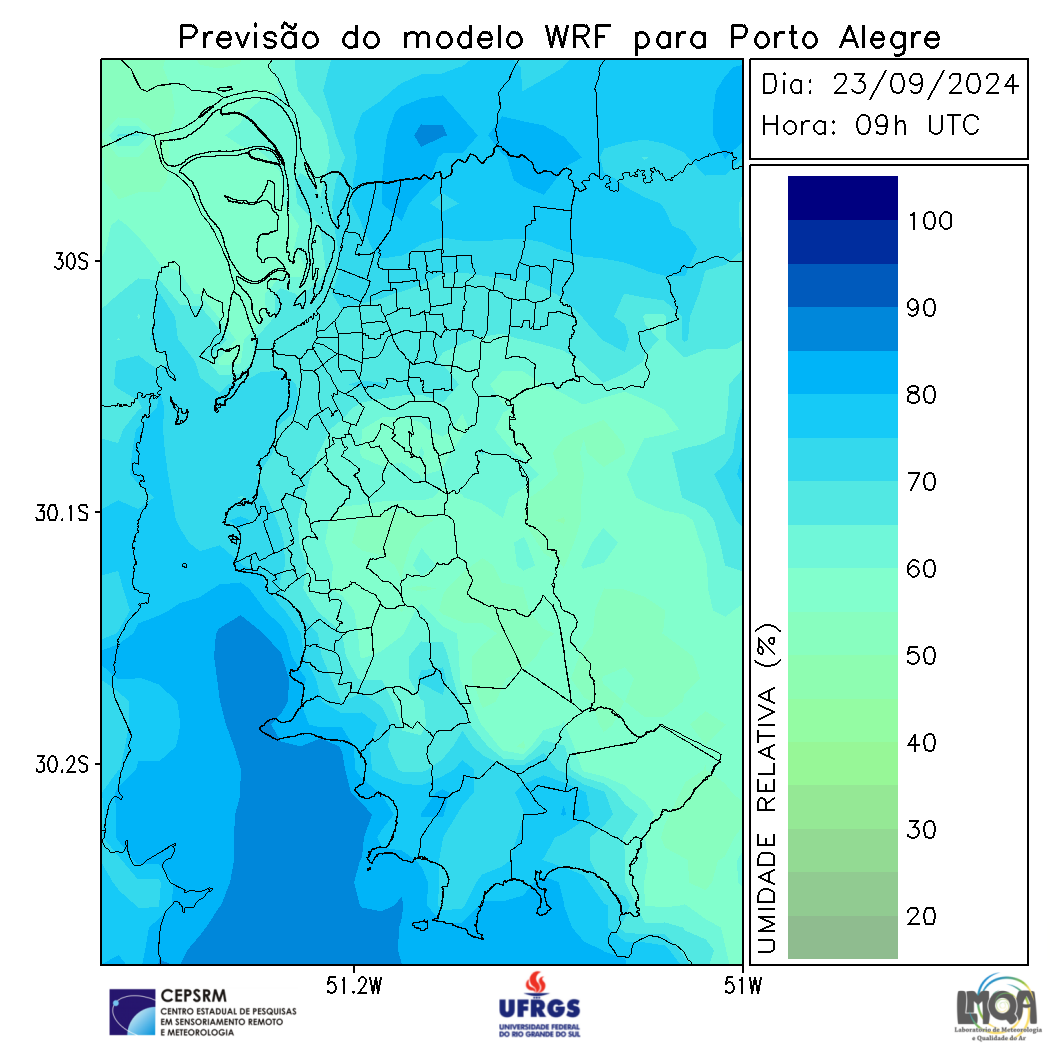 Previsão do modelo WRF para Porto Alegre
Dia: 23/09/2024
Hora: 09h UTC
30S
30.1S
30.2S
51.2W
51W
UMIDADE RELATIVA (%)
100
90
80
70
60
50
40
30
20
CEPSRM
CENTRO ESTADUAL DE PESQUISAS
EM SENSORIAMENTO REMOTO
E METEOROLOGIA
UFRGS
UNIVERSIDADE FEDERAL
DO RIO GRANDE DO SUL
LMQA
Laboratório de Meteorologia
e Qualidade do Ar